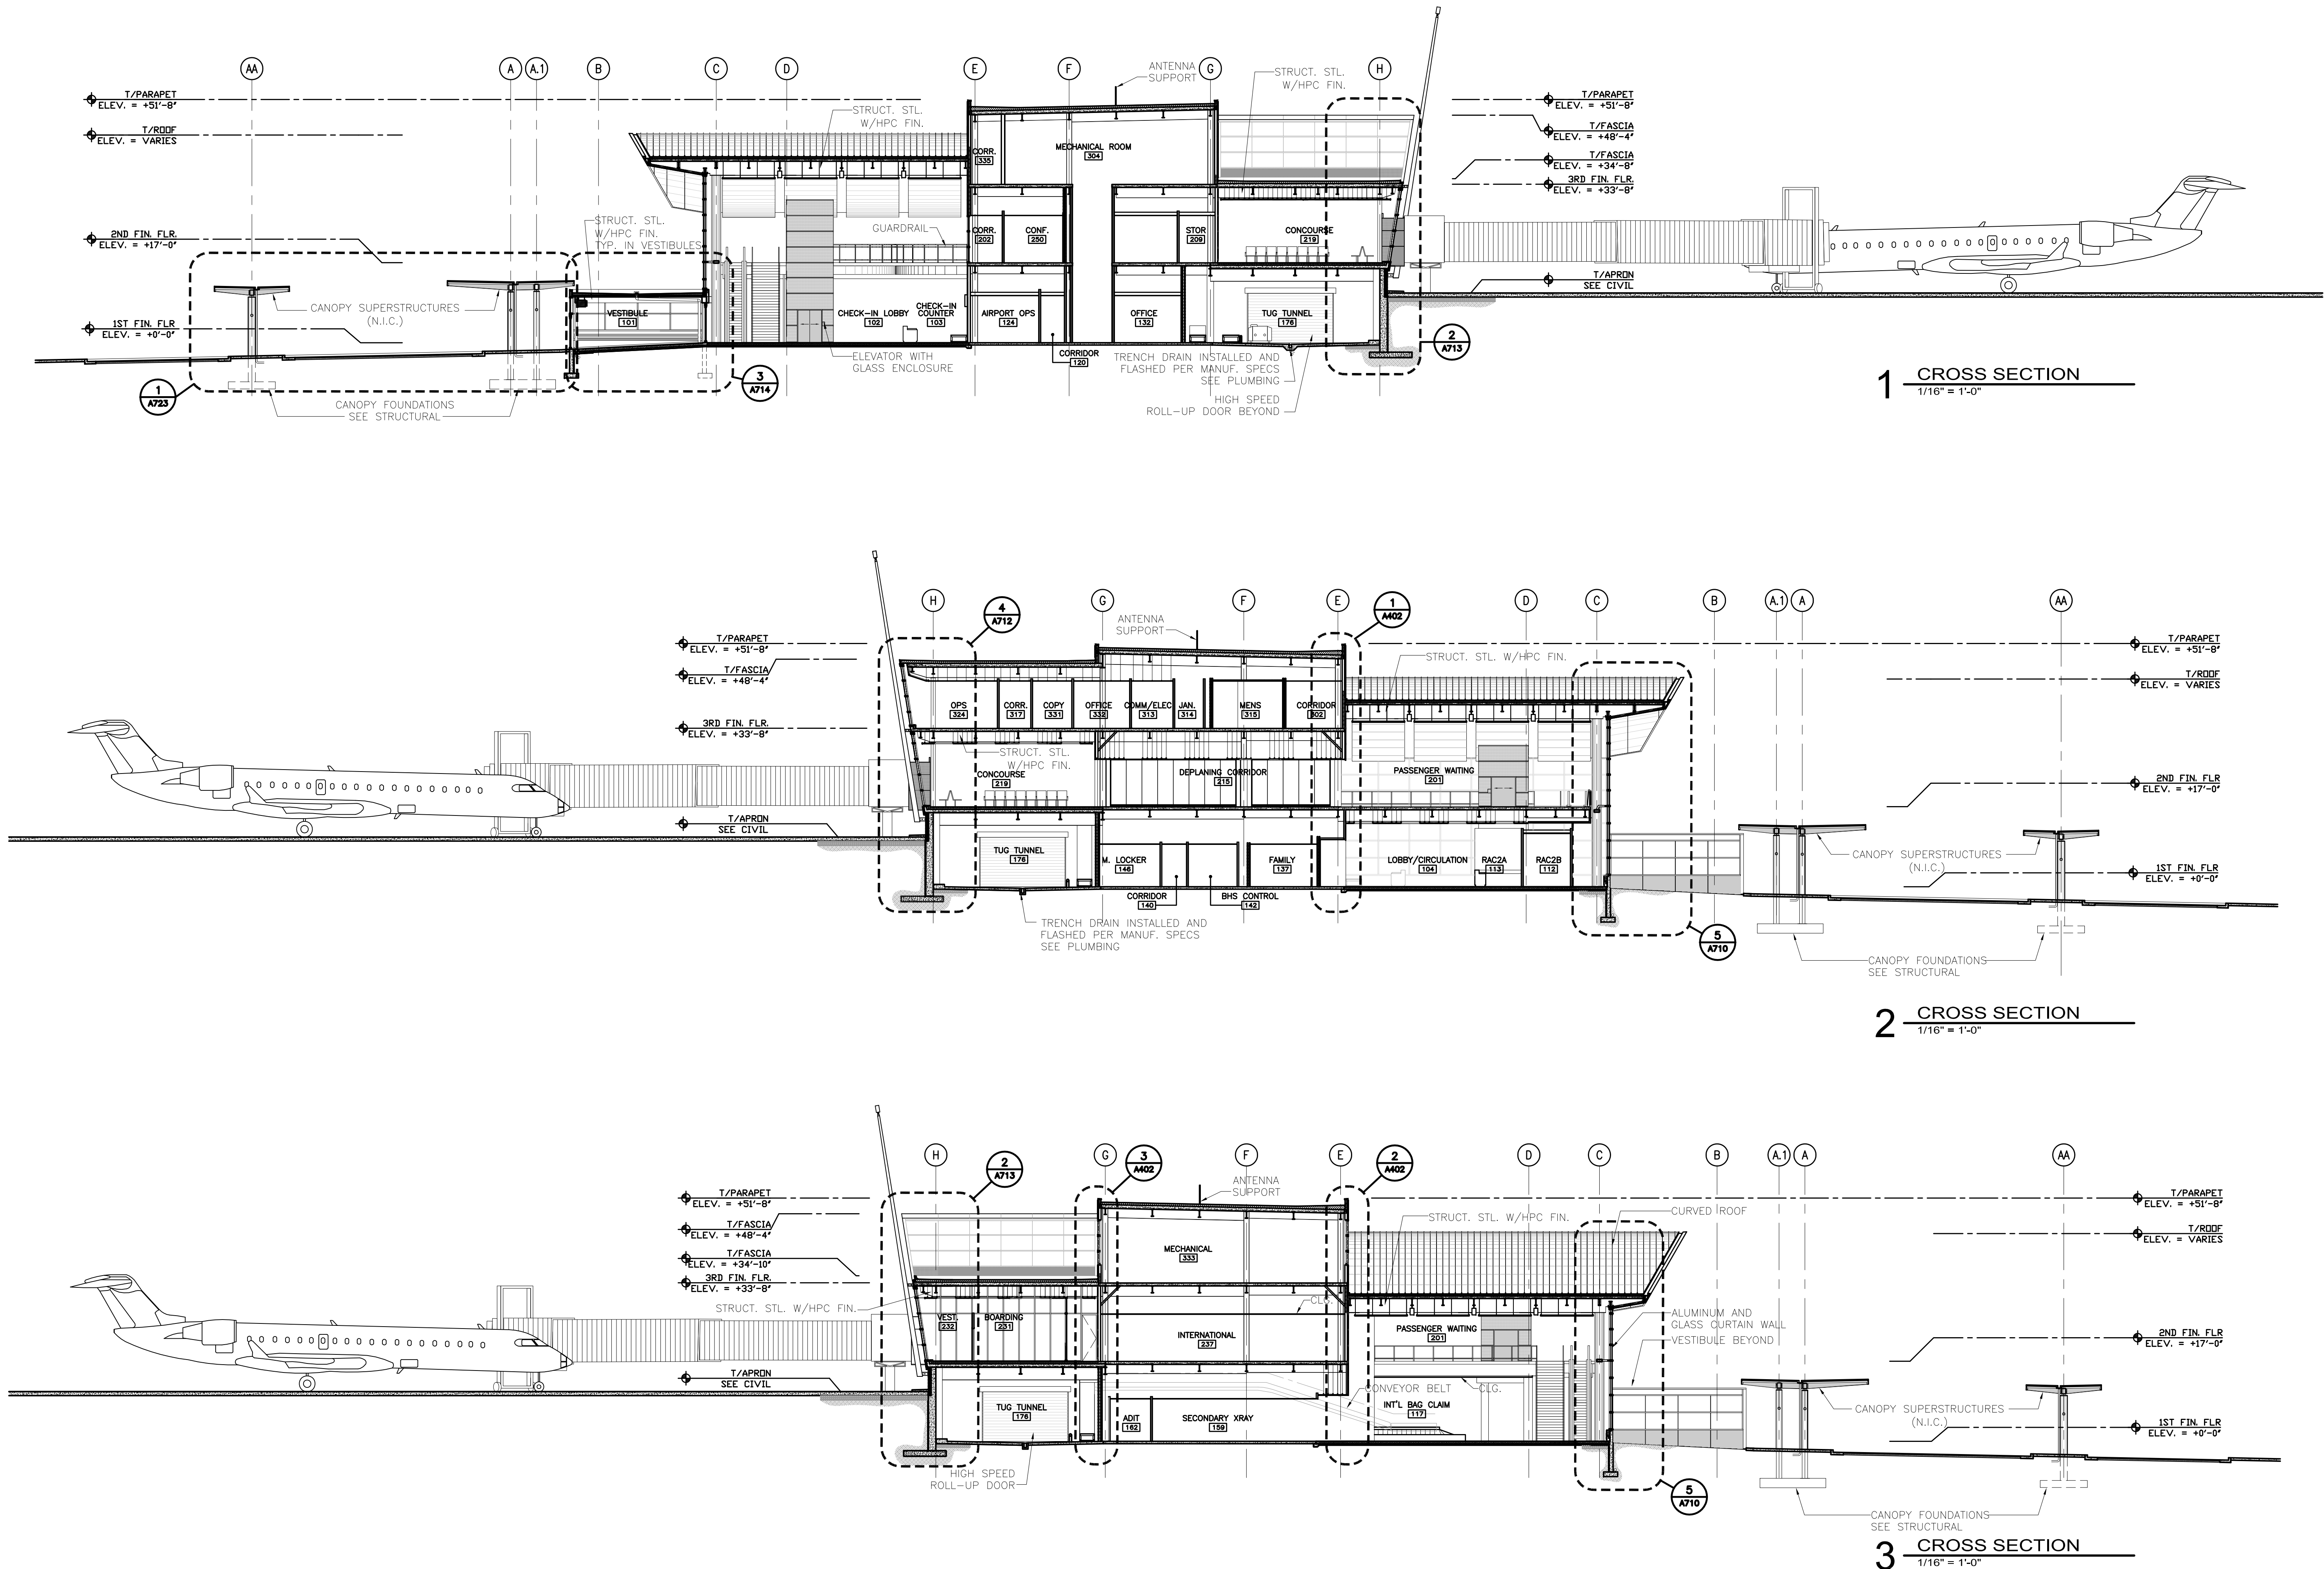 AA
A
A.1
B
C
D
E
F
G
H
ANTENNA
SUPPORT
STRUCT. STL.
W/HPC FIN.
T/PARAPET
ELEV. = +51'-8"
T/ROOF
ELEV. = VARIES
2ND FIN. FLR.
ELEV. = +17'-0"
1ST FIN. FLR
ELEV. = +0'-0"
STRUCT. STL.
W/HPC FIN.
STRUCT. STL.
W/HPC FIN.
TYP. IN VESTIBULES
GUARDRAIL
CORR.
335
MECHANICAL ROOM
304
CORR.
202
CONF.
250
STOR
209
CONCOURSE
219
T/PARAPET
ELEV. = +51'-8"
T/FASCIA
ELEV. = +48'-4"
T/FASCIA
ELEV. = +34'-8"
3RD FIN. FLR.
ELEV. = +33'-8"
T/APRON
SEE CIVIL
CANOPY SUPERSTRUCTURES
(N.I.C.)
VESTIBULE
101
CHECK-IN LOBBY
102
CHECK-IN
COUNTER
103
AIRPORT OPS
124
OFFICE
132
TUG TUNNEL
176
CORRIDOR
120
ELEVATOR WITH
GLASS ENCLOSURE
TRENCH DRAIN INSTALLED AND
FLASHED PER MANUF. SPECS
SEE PLUMBING
HIGH SPEED
ROLL-UP DOOR BEYOND
1
A723
3
A714
2
A713
CANOPY FOUNDATIONS
SEE STRUCTURAL
1 CROSS SECTION
1/16" = 1'-0"
H
G
F
E
D
C
B
A.1
A
AA
4
A712
1
A402
ANTENNA
SUPPORT
T/PARAPET
ELEV. = +51'-8"
T/FASCIA
ELEV. = +48'-4"
3RD FIN. FLR.
ELEV. = +33'-8"
T/APRON
SEE CIVIL
STRUCT. STL. W/HPC FIN.
OPS
324
CORR.
317
COPY
331
OFFICE
332
COMM/ELEC
313
JAN.
314
MENS
315
CORRIDOR
302
STRUCT. STL.
W/HPC FIN.
CONCOURSE
219
DEPLANING CORRIDOR
215
PASSENGER WAITING
201
TUG TUNNEL
176
M. LOCKER
146
FAMILY
137
LOBBY/CIRCULATION
104
RAC2A
113
RAC2B
112
CORRIDOR
140
BHS CONTROL
142
TRENCH DRAIN INSTALLED AND
FLASHED PER MANUF. SPECS
SEE PLUMBING
T/PARAPET
ELEV. = +51'-8"
T/ROOF
ELEV. = VARIES
2ND FIN. FLR
ELEV. = +17'-0"
1ST FIN. FLR
ELEV. = +0'-0"
CANOPY SUPERSTRUCTURES
(N.I.C.)
5
A710
CANOPY FOUNDATIONS
SEE STRUCTURAL
2 CROSS SECTION
1/16" = 1'-0"
H
G
F
E
D
C
B
A.1
A
AA
2
A713
3
A402
2
A402
ANTENNA
SUPPORT
T/PARAPET
ELEV. = +51'-8"
T/FASCIA
ELEV. = +48'-4"
T/FASCIA
ELEV. = +34'-10"
3RD FIN. FLR.
ELEV. = +33'-8"
STRUCT. STL. W/HPC FIN.
T/APRON
SEE CIVIL
STRUCT. STL. W/HPC FIN.
CURVED ROOF
MECHANICAL
333
CLG.
VEST.
232
BOARDING
231
INTERNATIONAL
237
PASSENGER WAITING
201
ALUMINUM AND
GLASS CURTAIN WALL
VESTIBULE BEYOND
CONVEYOR BELT
CLG.
TUG TUNNEL
176
ADIT
162
SECONDARY XRAY
159
INT'L BAG CLAIM
117
HIGH SPEED
ROLL-UP DOOR
T/PARAPET
ELEV. = +51'-8"
T/ROOF
ELEV. = VARIES
2ND FIN. FLR
ELEV. = +17'-0"
1ST FIN. FLR
ELEV. = +0'-0"
CANOPY SUPERSTRUCTURES
(N.I.C.)
5
A710
CANOPY FOUNDATIONS
SEE STRUCTURAL
3 CROSS SECTION
1/16" = 1'-0"